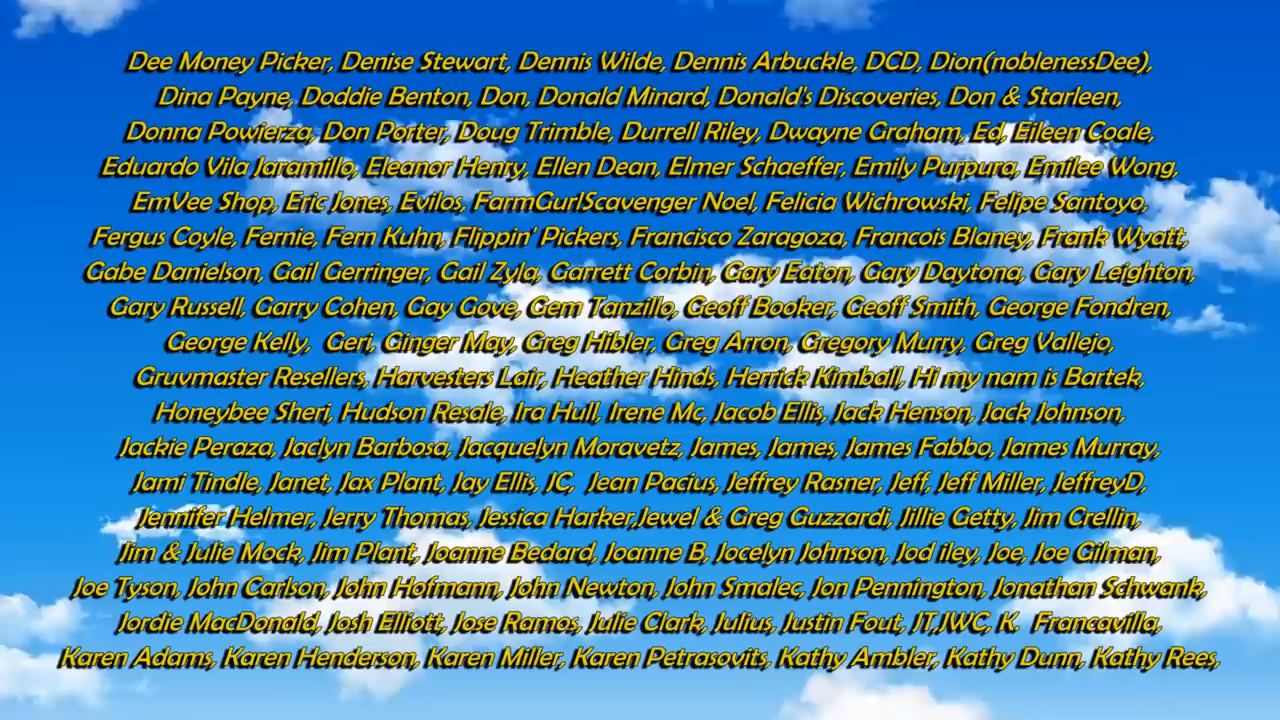 Dee Money Picker, Denise Stewart, Dennis Wilde, Dennis Arbuckle, DCD, Dion(noblenessDee),
Dina Payne, Doddie Benton, Don, Donald Minard, Donald's Discoveries, Don & Starleen,
Donna Powierza, Don Porter, Doug Trimble, Durrell Riley, Dwayne Graham, Ed, Eileen Coale,
Eduardo Vila Jaramillo, Eleanor Henry, Ellen Dean, Elmer Schaeffer, Emily Purpura, Emilee Wong,
EmVee Shop, Eric Jones, Evilos, FarmGurlScavenger Noel, Felicia Wichrowski, Felipe Santoyo,
Fergus Coyle, Fernie, Fern Kuhn, Flippin' Pickers, Francisco Zaragoza, Francois Blaney, Frank Wyatt,
Gabe Danielson, Gail Gerringer, Gail Zyla, Garrett Corbin, Gary Eaton, Gary Daytona, Gary Leighton,
Gary Russell, Garry Cohen, Gay Gove, Gem Tanzillo, Geoff Booker, Geoff Smith, George Fondren,
George Kelly, Geri, Ginger May, Greg Hibler, Greg Arron, Gregory Murry, Greg Vallejo,
Gruvmaster Resellers, Harvesters Lair, Heather Hinds, Herrick Kimball, Hi my nam is Bartek,
Honeybee Sheri, Hudson Resale, Ira Hull, Irene Mc, Jacob Ellis, Jack Henson, Jack Johnson,
Jackie Peraza, Jaclyn Barbosa, Jacquelyn Moravetz, James, James, James Fabbo, James Murray,
Jami Tindle, Janet, Jax Plant, Jay Ellis, JC, Jean Pacius, Jeffrey Rasner, Jeff, Jeff Miller, JeffreyD,
Jennifer Helmer, Jerry Thomas, Jessica Harker,Jewel & Greg Guzzardi, Jillie Getty, Jim Crellin,
Jim & Julie Mock, Jim Plant, Joanne Bedard, Joanne B, Jocelyn Johnson, Jod iley, Joe, Joe Gilman,
Joe Tyson, John Carlson, John Hofmann, John Newton, John Smalec, Jon Pennington, Jonathan Schwank,
Jordie MacDonald, Josh Elliott, Jose Ramos, Julie Clark, Julius, Justin Fout, JT,JWC, K. Francavilla,
Karen Adams, Karen Henderson, Karen Miller, Karen Petrasovits, Kathy Ambler, Kathy Dunn, Kathy Rees,